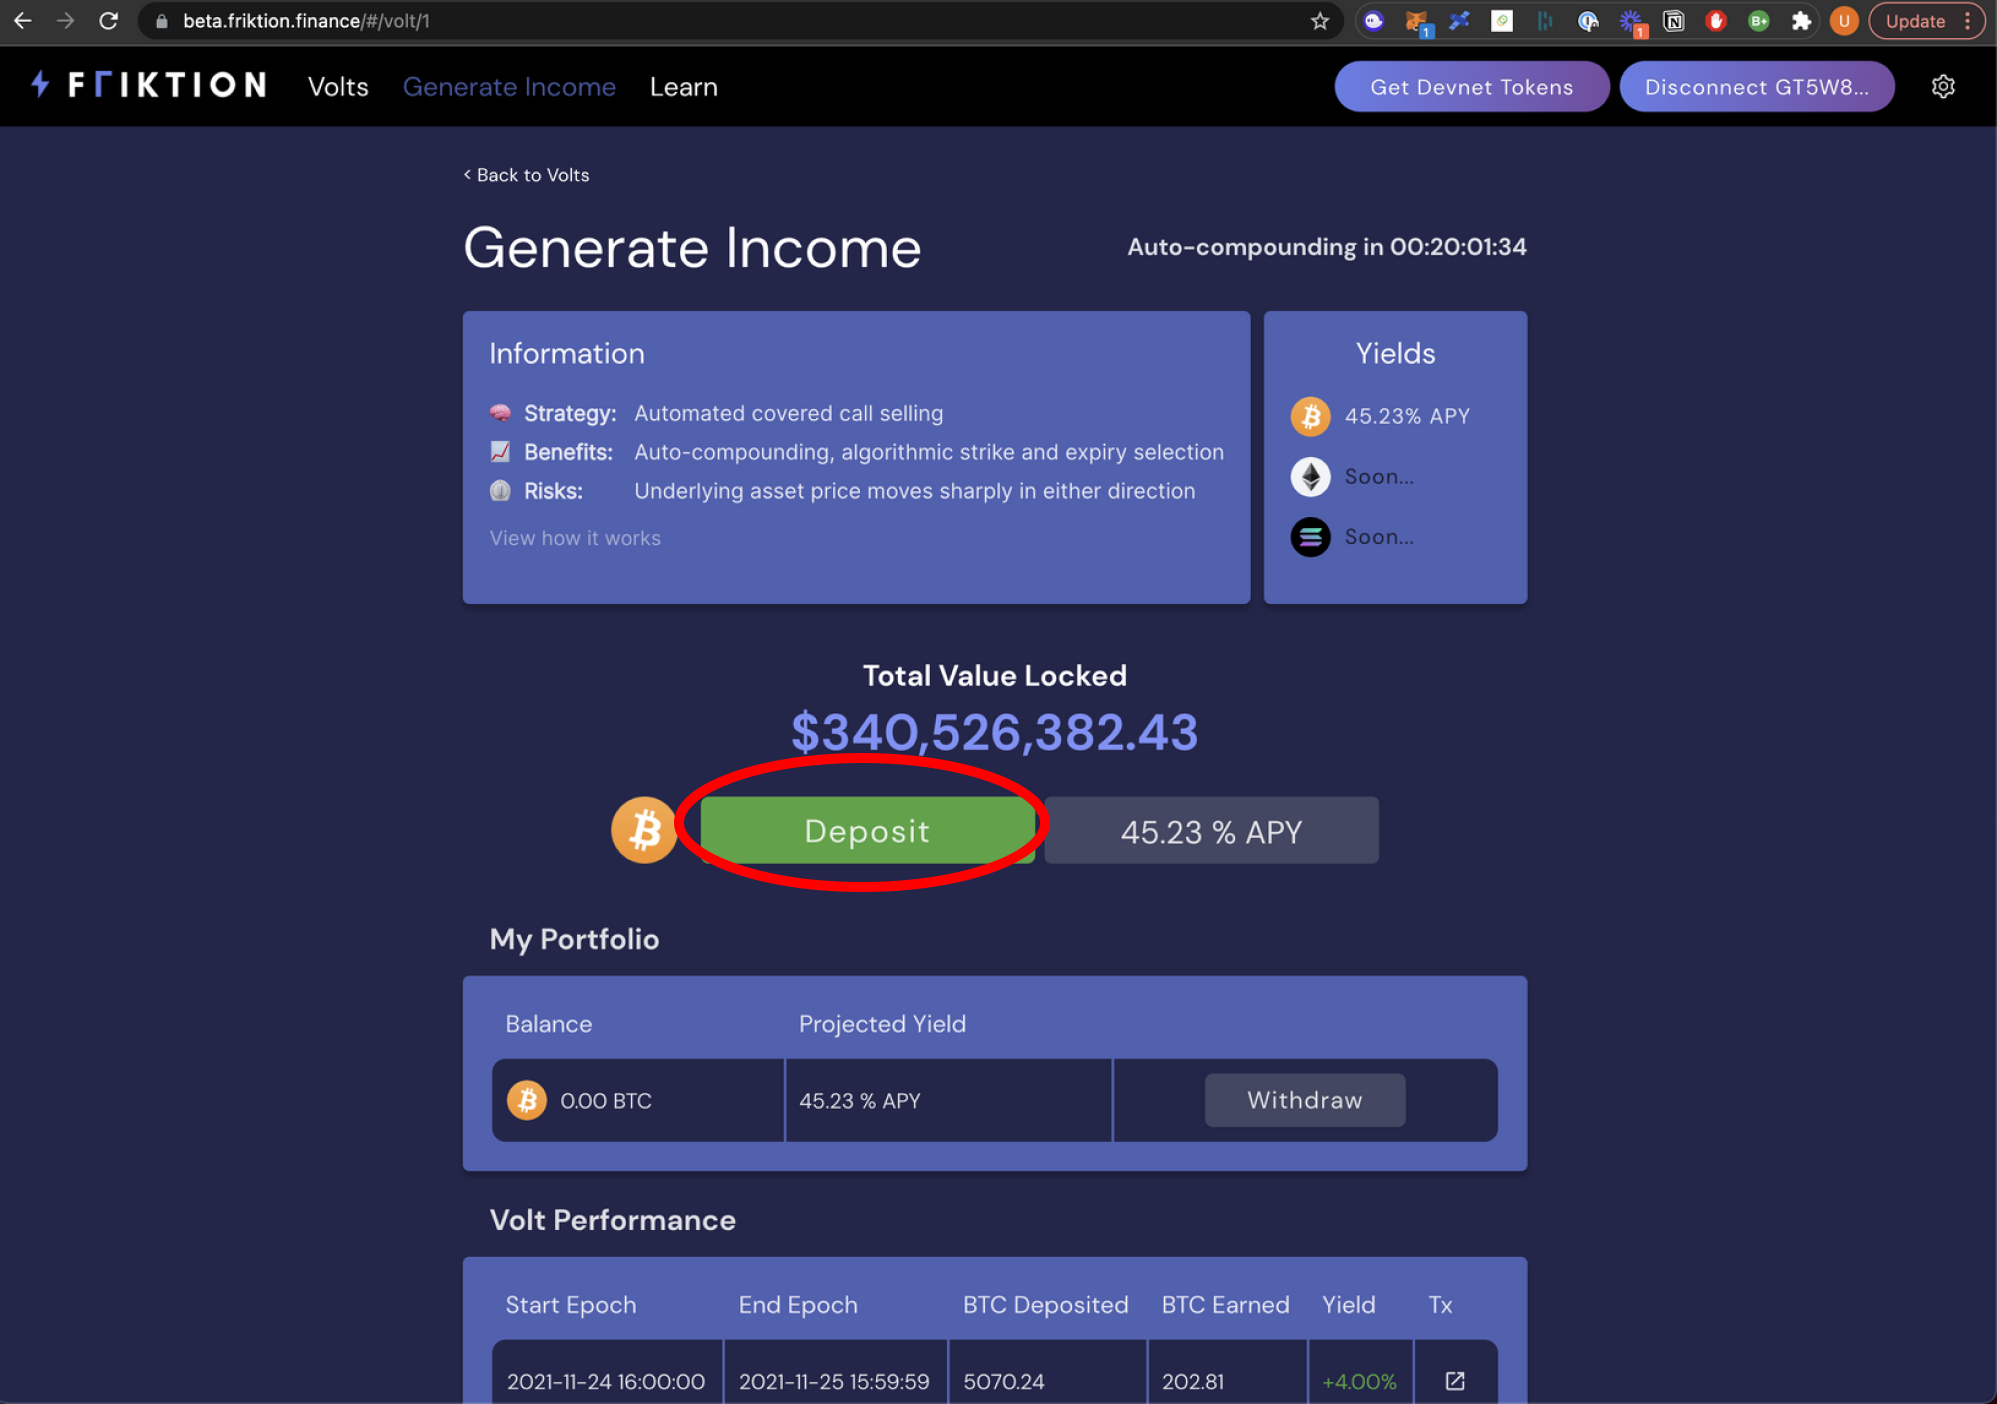 beta.friktion.finance/#/volt/1
1
1
B+
U
Update
FRIKTION
Volts
Generate Income
Learn
Get Devnet Tokens
Disconnect GT5W8...
< Back to Volts
Generate Income
Auto-compounding in 00:20:01:34
Information
Strategy: Automated covered call selling
Benefits: Auto-compounding, algorithmic strike and expiry selection
Risks: Underlying asset price moves sharply in either direction
View how it works
Yields
45.23% APY
Soon...
Soon...
Total Value Locked
$340,526,382.43
Deposit
45.23 % APY
My Portfolio
Balance Projected Yield
0.00 BTC 45.23 % APY Withdraw
Volt Performance
Start Epoch End Epoch BTC Deposited BTC Earned Yield Tx
2021-11-24 16:00:00 2021-11-25 15:59:59 5070.24 202.81 +4.00%